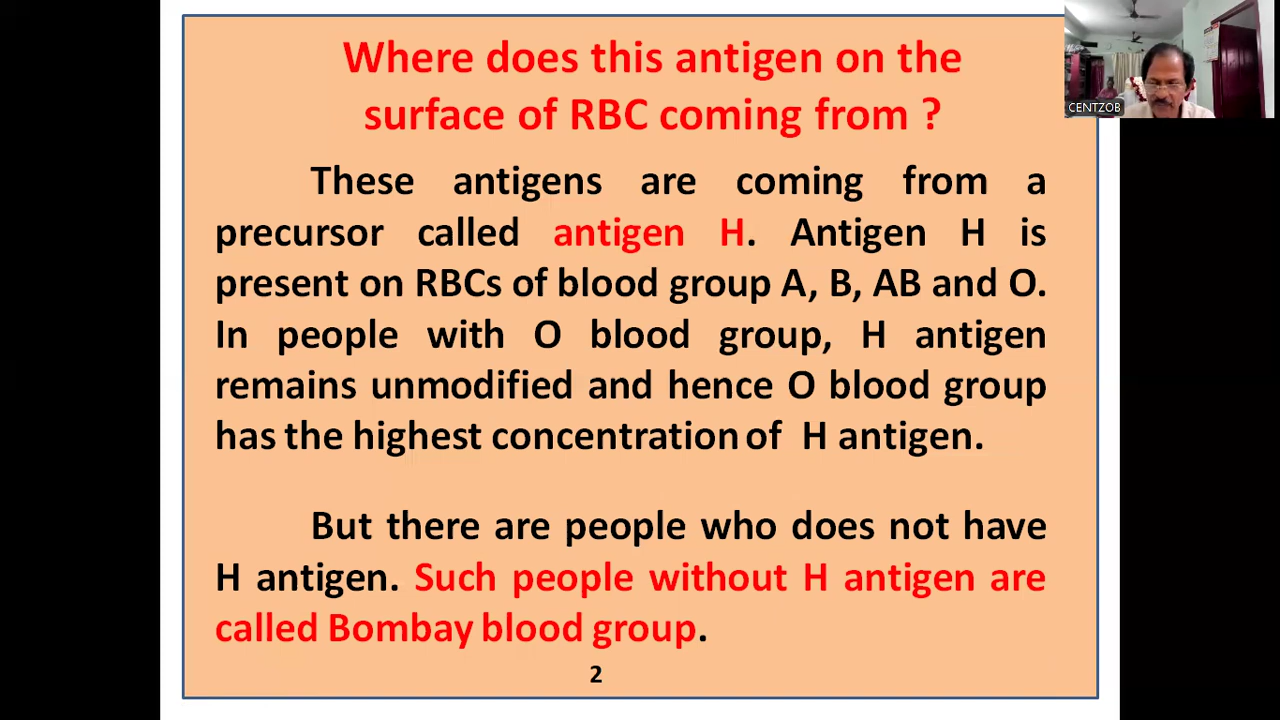 Where does this antigen on the
surface of RBC coming from ?
These antigens are coming from a
precursor called antigen H. Antigen H is
present on RBCs of blood group A, B, AB and O.
In people with O blood group, H antigen
remains unmodified and hence O blood group
has the highest concentration of H antigen.
But there are people who does not have
H antigen. Such people without H antigen are
called Bombay blood group.
2
CENTZOB